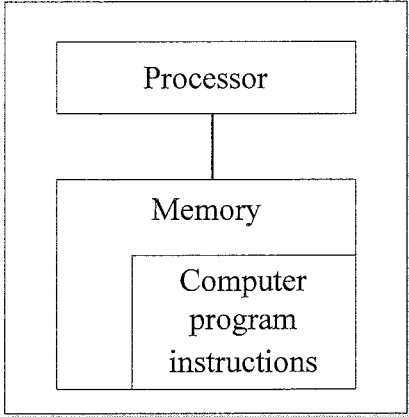 Processor
Memory
Computer
program
instructions